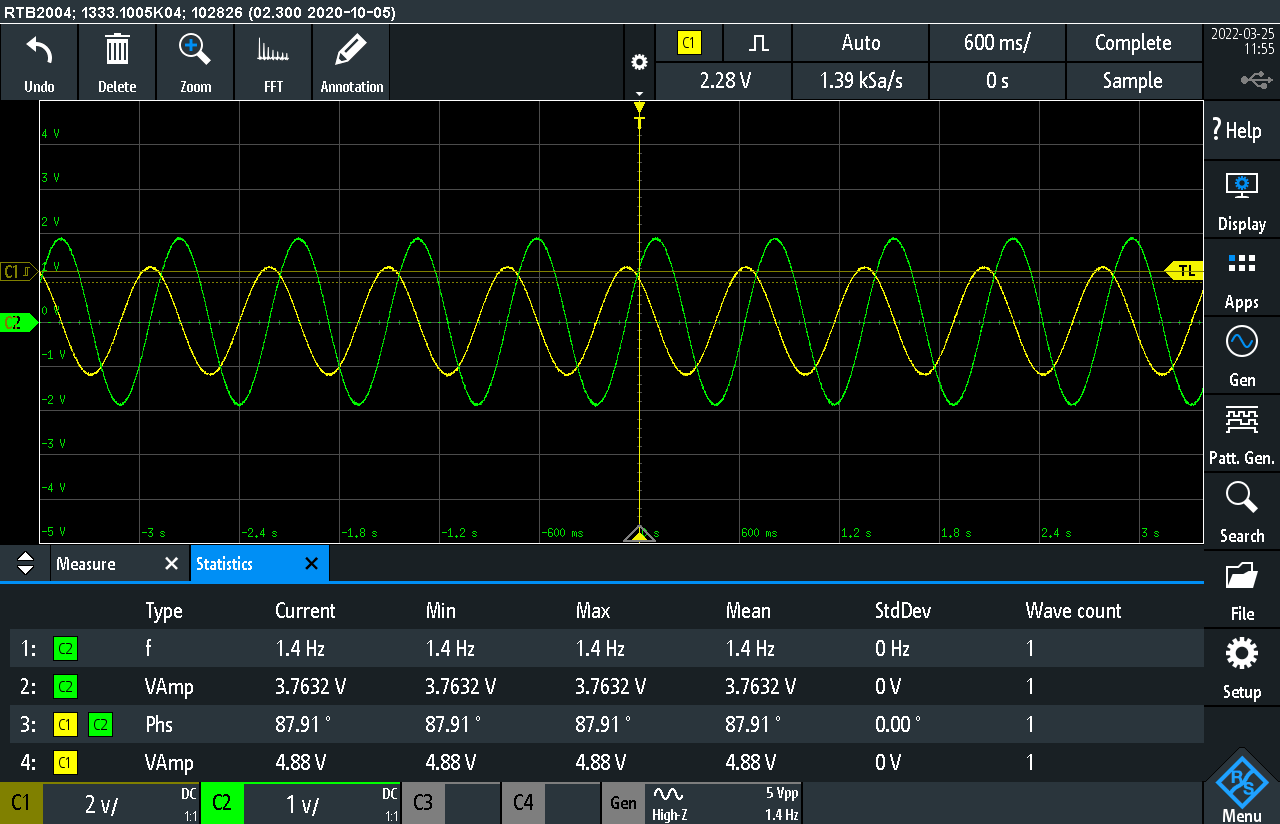 RTB2004; 1333.1005K04; 102826 (02.300 2020-10-05)
Undo
Delete
Zoom
FFT
Annotation
C1
Auto
600 ms/
Complete
2.28 V
1.39 kSa/s
0 s
Sample
2022-03-25
11:55
T
4 V
3 V
2 V
1 V
0 V
-1 V
-2 V
-3 V
-4 V
-5 V
C1
C2
TL
-3 s
-2.4 s
-1.8 s
-1.2 s
-600 ms
s
600 ms
1.2 s
1.8 s
2.4 s
3 s
? Help
Display
Apps
Gen
Patt. Gen.
Search
File
Setup
R&S
Menu
Measure
Statistics
Type Current Min Max Mean StdDev Wave count
1: C2 f 1.4 Hz 1.4 Hz 1.4 Hz 1.4 Hz 0 Hz 1
2: C2 VAmp 3.7632 V 3.7632 V 3.7632 V 3.7632 V 0 V 1
3: C1 C2 Phs 87.91 ° 87.91 ° 87.91 ° 87.91 ° 0.00 ° 1
4: C1 VAmp 4.88 V 4.88 V 4.88 V 4.88 V 0 V 1
C1 2 V/ DC 1:1
C2 1 V/ DC 1:1
C3
C4
Gen High-Z 5 Vpp 1.4 Hz